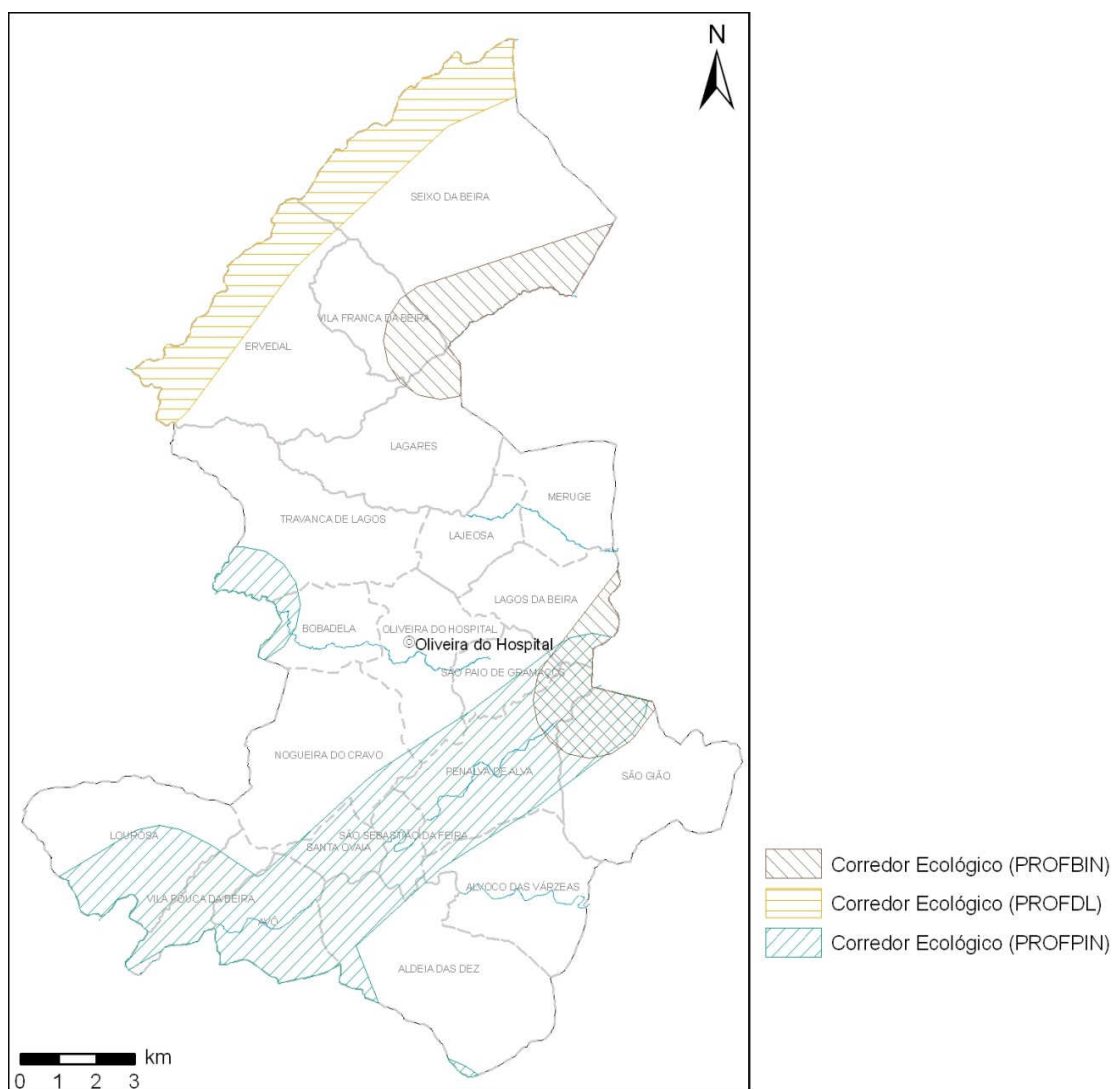 N
SEIXO DA BEIRA
VILA FRANCA DA BEIRA
ERVEDAL
LAGARES
MERUGE
TRAVANCA DE LAGOS
LAJEOSA
LAGOS DA BEIRA
BOBADELA
OLIVEIRA DO HOSPITAL
Oliveira do Hospital
SÃO PAIO DE GRAMAÇOS
NOGUEIRA DO CRAVO
PENALVA DE ALVA
SÃO GIÃO
LOUROSA
SÃO SEBASTIÃO DA FEIRA
SANTA OVAIA
ALVOCO DAS VÁRZEAS
VILA POUCA DA BEIRA
AVÔ
ALDEIA DAS DEZ
Corredor Ecológico (PROFBIN)
Corredor Ecológico (PROFDL)
Corredor Ecológico (PROFPIN)
km
0 1 2 3